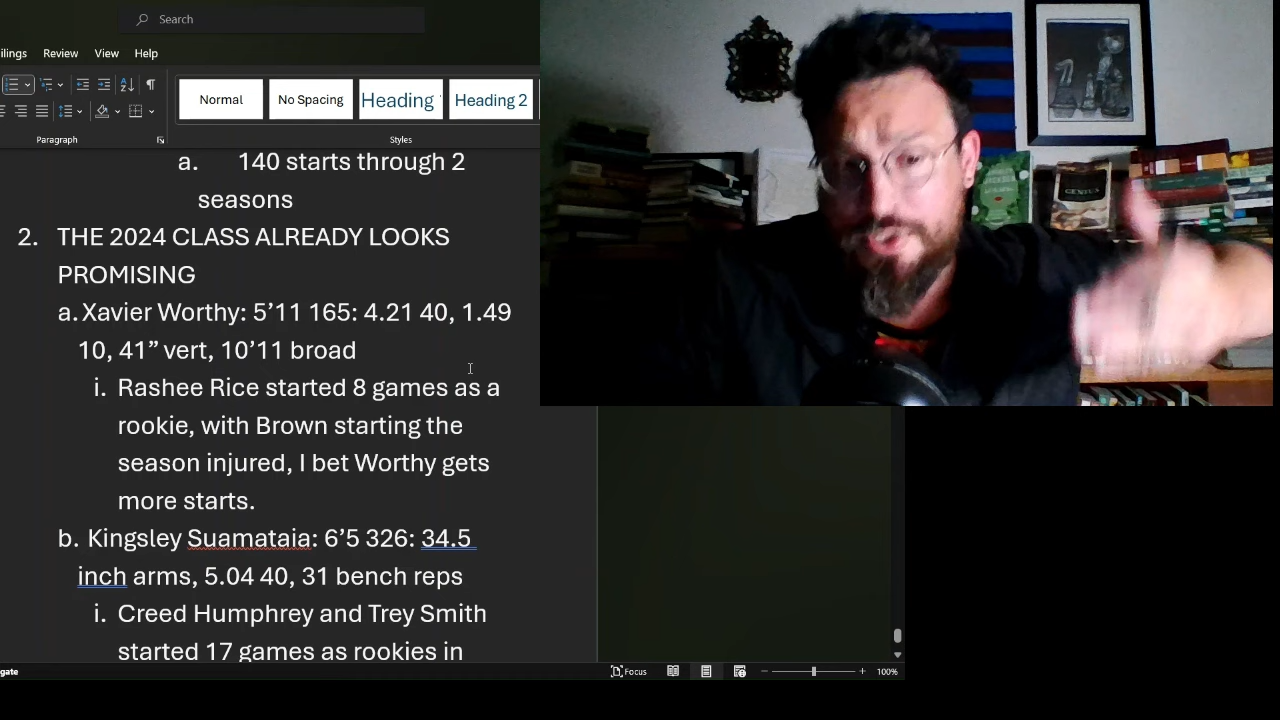 Search
ilings Review View Help
Normal No Spacing Heading Heading 2
Paragraph Styles
a. 140 starts through 2
seasons
2. THE 2024 CLASS ALREADY LOOKS
PROMISING
a. Xavier Worthy: 5’11 165: 4.21 40, 1.49
10, 41” vert, 10’11 broad
i. Rashee Rice started 8 games as a
rookie, with Brown starting the
season injured, I bet Worthy gets
more starts.
b. Kingsley Suamataia: 6’5 326: 34.5
inch arms, 5.04 40, 31 bench reps
i. Creed Humphrey and Trey Smith
started 17 games as rookies in
gate Focus 100%
GENIUS